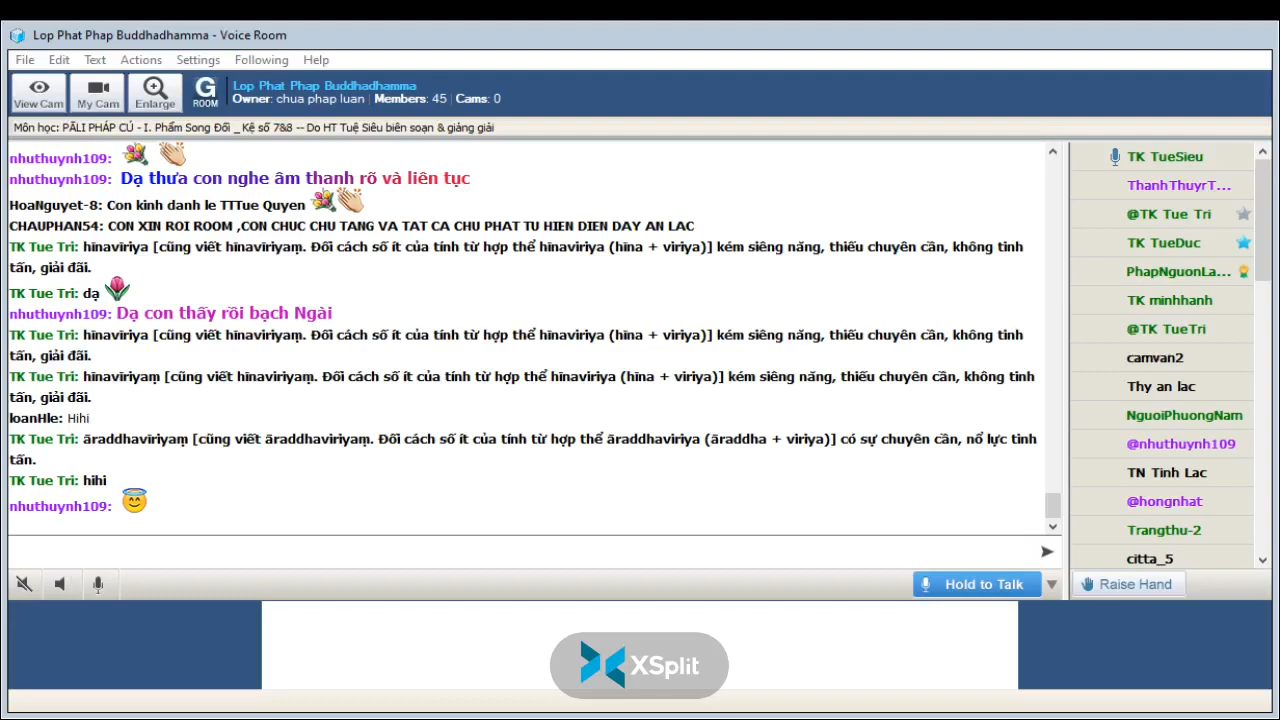 Lop Phat Phap Buddhadhamma - Voice Room
File Edit Text Actions Settings Following Help
View Cam My Cam Enlarge G ROOM
Lop Phat Phap Buddhadhamma
Owner: chua phap luan | Members: 45 | Cams: 0
Môn học: PĀLI PHÁP CÚ - I. Phẩm Song Đối _ Kệ số 7&8 -- Do HT Tuệ Siêu biên soạn & giảng giải
nhuthuynh109:
nhuthuynh109: Dạ thưa con nghe âm thanh rõ và liên tục
HoaNguyet-8: Con kinh danh le TTTue Quyen
CHAUPHAN54: CON XIN ROI ROOM ,CON CHUC CHU TANG VA TAT CA CHU PHAT TU HIEN DIEN DAY AN LAC
TK Tue Tri: hīnavīriya [cũng viết hīnaviriyaṃ. Đối cách số ít của tính từ hợp thể hīnaviriya (hīna + viriya)] kém siêng năng, thiếu chuyên cần, không tinh
tấn, giải đãi.
TK Tue Tri: dạ
nhuthuynh109: Dạ con thấy rồi bạch Ngài
TK Tue Tri: hīnavīriya [cũng viết hīnaviriyaṃ. Đối cách số ít của tính từ hợp thể hīnaviriya (hīna + viriya)] kém siêng năng, thiếu chuyên cần, không tinh
tấn, giải đãi.
TK Tue Tri: hīnavīriyaṃ [cũng viết hīnaviriyaṃ. Đối cách số ít của tính từ hợp thể hīnaviriya (hīna + viriya)] kém siêng năng, thiếu chuyên cần, không tinh
tấn, giải đãi.
loanHle: Hihi
TK Tue Tri: āraddhavīriyaṃ [cũng viết āraddhaviriyaṃ. Đối cách số ít của tính từ hợp thể āraddhaviriya (āraddha + viriya)] có sự chuyên cần, nổ lực tinh
tấn.
TK Tue Tri: hihi
nhuthuynh109:
Hold to Talk
TK TueSieu
ThanhThuyrT...
@TK Tue Tri
TK TueDuc
PhapNguonLa...
TK minhhanh
@TK TueTri
camvan2
Thy an lac
NguoiPhuongNam
@nhuthuynh109
TN Tinh Lac
@hongnhat
Trangthu-2
citta_5
Raise Hand
XSplit